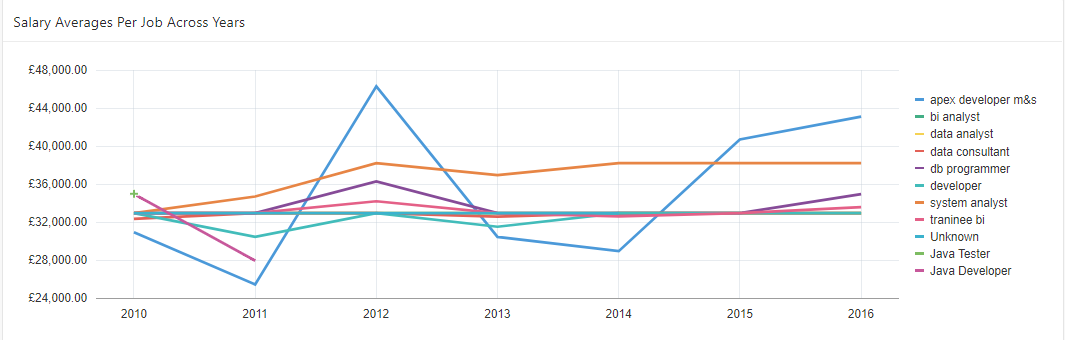 Salary Averages Per Job Across Years
£48,000.00
£44,000.00
£40,000.00
£36,000.00
£32,000.00
£28,000.00
£24,000.00
2010 2011 2012 2013 2014 2015 2016
apex developer m&s
bi analyst
data analyst
data consultant
db programmer
developer
system analyst
traninee bi
Unknown
Java Tester
Java Developer